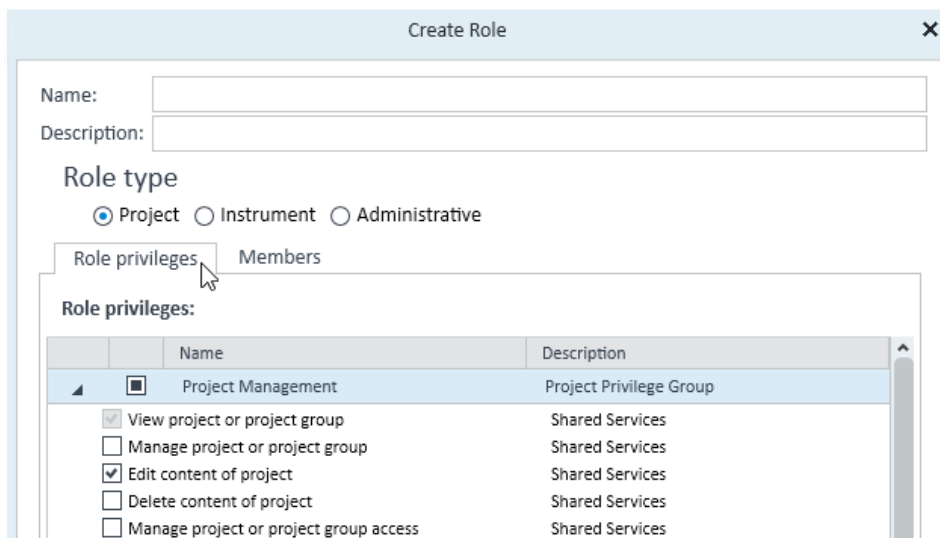 Create Role
Name:
Description:
Role type
Project Instrument Administrative
Role privileges Members
Role privileges:
Name Description
Project Management Project Privilege Group
View project or project group Shared Services
Manage project or project group Shared Services
Edit content of project Shared Services
Delete content of project Shared Services
Manage project or project group access Shared Services